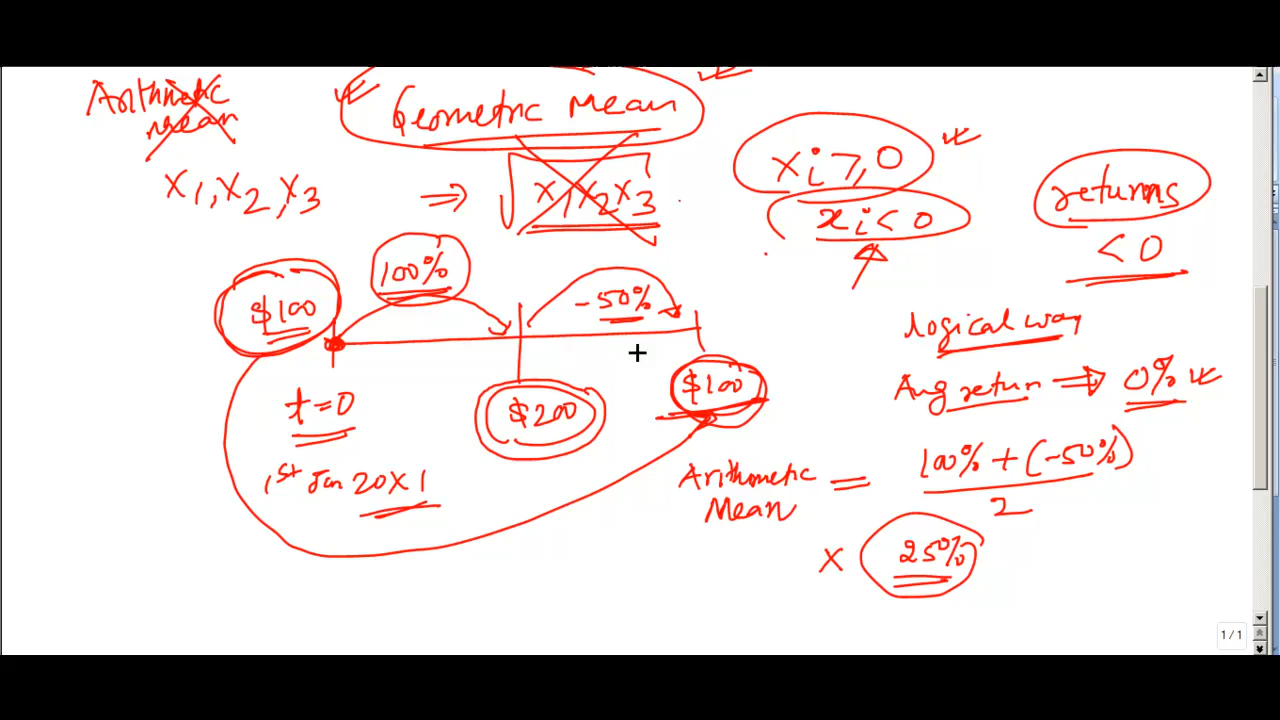 Arithmetic
Mean
Geometric Mean
x1, x2, x3 ⇒ √x1x2x3
xi ≥, 0
xi < 0
returns
< 0
$100
100%
-50%
$200
$100
t=0
1st Jan 20X1
logical way
Avg return ⇒ 0%
Arithmetic
Mean
= 100% + (-50%)
2
X 25%
1 / 1